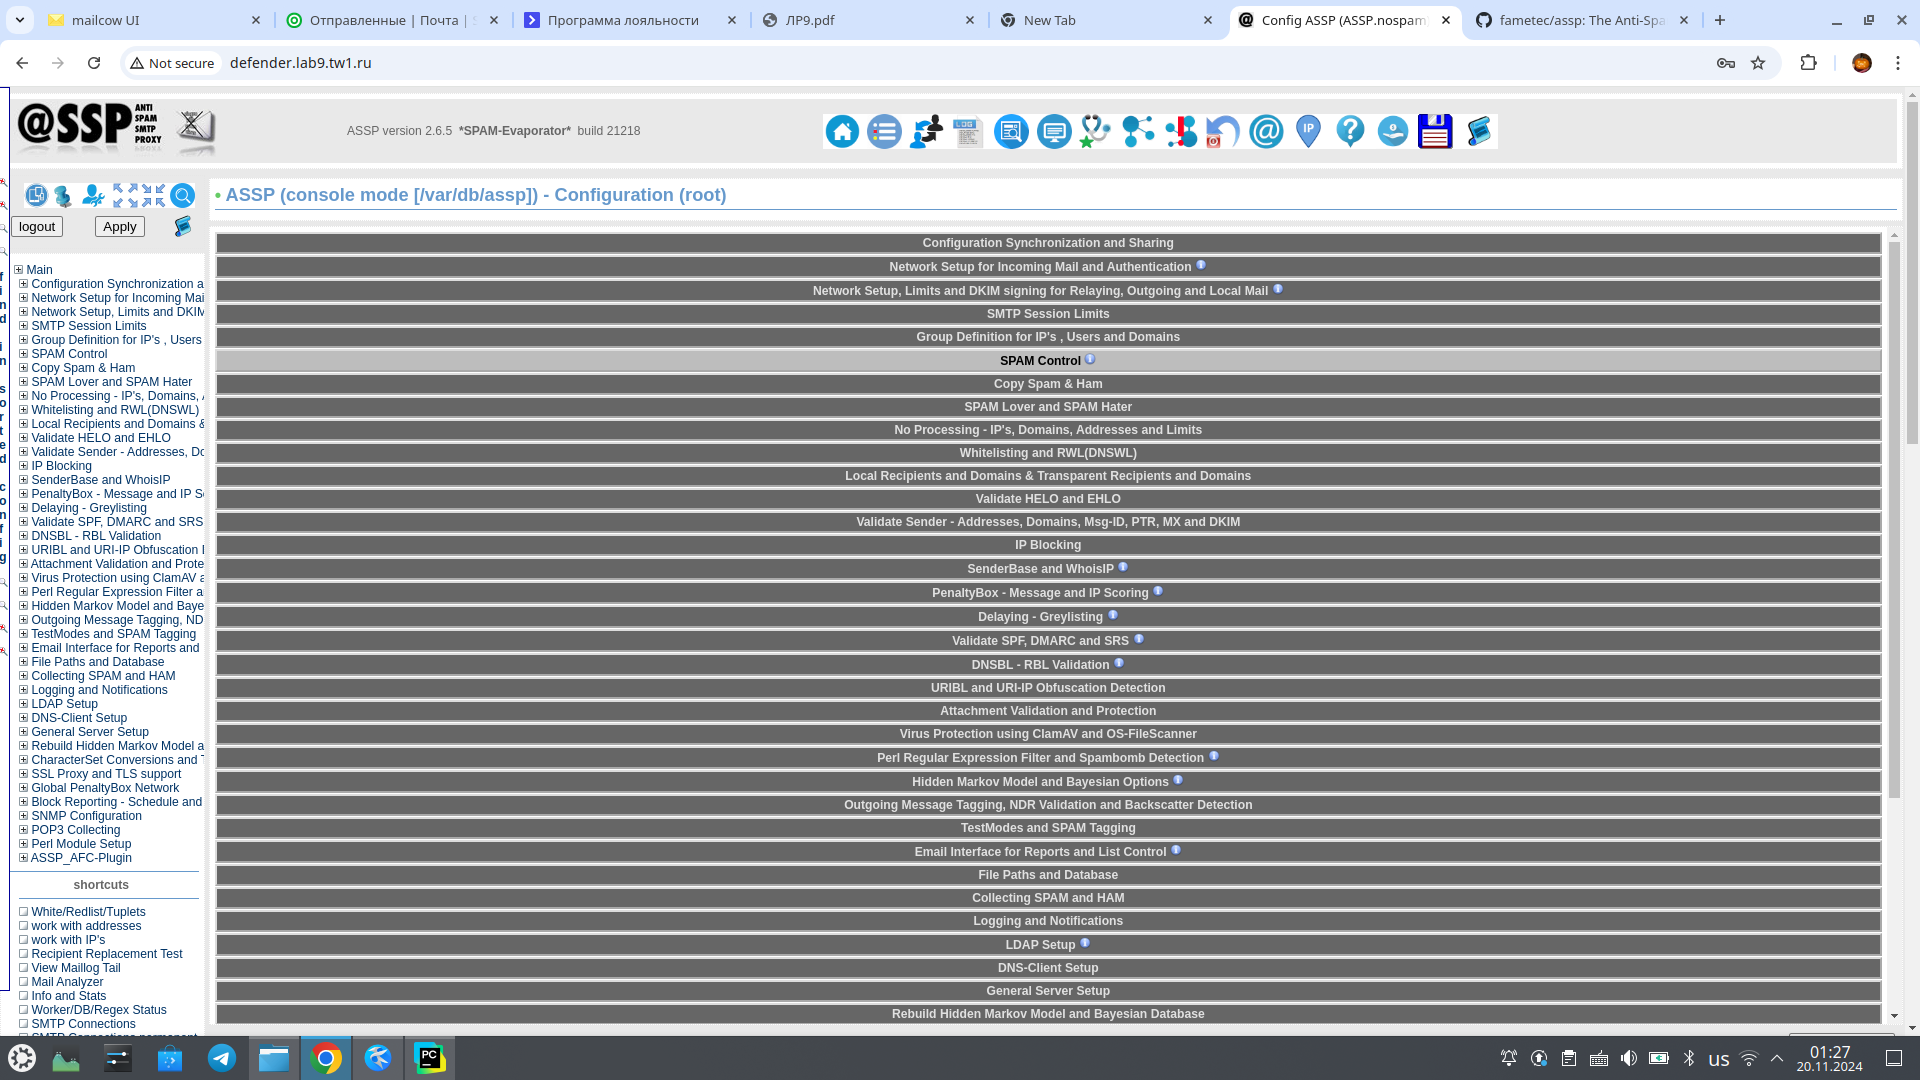 mailcow UI
Отправленные | Почта |
Программа лояльности
ЛР9.pdf
New Tab
Config ASSP (ASSP.nospam
fametec/assp: The Anti-Spa
Not secure
defender.lab9.tw1.ru
@SSP ANTI SPAM SMTP PROXY
ASSP version 2.6.5 *SPAM-Evaporator* build 21218
LOG
IP
ASSP (console mode [/var/db/assp]) - Configuration (root)
logout
Apply
find in sorted config
Main
Configuration Synchronization a
Network Setup for Incoming Mai
Network Setup, Limits and DKIM
SMTP Session Limits
Group Definition for IP's , Users
SPAM Control
Copy Spam & Ham
SPAM Lover and SPAM Hater
No Processing - IP's, Domains,
Whitelisting and RWL(DNSWL)
Local Recipients and Domains &
Validate HELO and EHLO
Validate Sender - Addresses, Do
IP Blocking
SenderBase and WhoisIP
PenaltyBox - Message and IP Sc
Delaying - Greylisting
Validate SPF, DMARC and SRS
DNSBL - RBL Validation
URIBL and URI-IP Obfuscation
Attachment Validation and Prote
Virus Protection using ClamAV a
Perl Regular Expression Filter a
Hidden Markov Model and Baye
Outgoing Message Tagging, ND
TestModes and SPAM Tagging
Email Interface for Reports and
File Paths and Database
Collecting SPAM and HAM
Logging and Notifications
LDAP Setup
DNS-Client Setup
General Server Setup
Rebuild Hidden Markov Model a
CharacterSet Conversions and T
SSL Proxy and TLS support
Global PenaltyBox Network
Block Reporting - Schedule and
SNMP Configuration
POP3 Collecting
Perl Module Setup
ASSP_AFC-Plugin
shortcuts
White/Redlist/Tuplets
work with addresses
work with IP's
Recipient Replacement Test
View Maillog Tail
Mail Analyzer
Info and Stats
Worker/DB/Regex Status
SMTP Connections
Configuration Synchronization and Sharing
Network Setup for Incoming Mail and Authentication
Network Setup, Limits and DKIM signing for Relaying, Outgoing and Local Mail
SMTP Session Limits
Group Definition for IP's , Users and Domains
SPAM Control
Copy Spam & Ham
SPAM Lover and SPAM Hater
No Processing - IP's, Domains, Addresses and Limits
Whitelisting and RWL(DNSWL)
Local Recipients and Domains & Transparent Recipients and Domains
Validate HELO and EHLO
Validate Sender - Addresses, Domains, Msg-ID, PTR, MX and DKIM
IP Blocking
SenderBase and WhoisIP
PenaltyBox - Message and IP Scoring
Delaying - Greylisting
Validate SPF, DMARC and SRS
DNSBL - RBL Validation
URIBL and URI-IP Obfuscation Detection
Attachment Validation and Protection
Virus Protection using ClamAV and OS-FileScanner
Perl Regular Expression Filter and Spambomb Detection
Hidden Markov Model and Bayesian Options
Outgoing Message Tagging, NDR Validation and Backscatter Detection
TestModes and SPAM Tagging
Email Interface for Reports and List Control
File Paths and Database
Collecting SPAM and HAM
Logging and Notifications
LDAP Setup
DNS-Client Setup
General Server Setup
Rebuild Hidden Markov Model and Bayesian Database
PC
us
01:27
20.11.2024